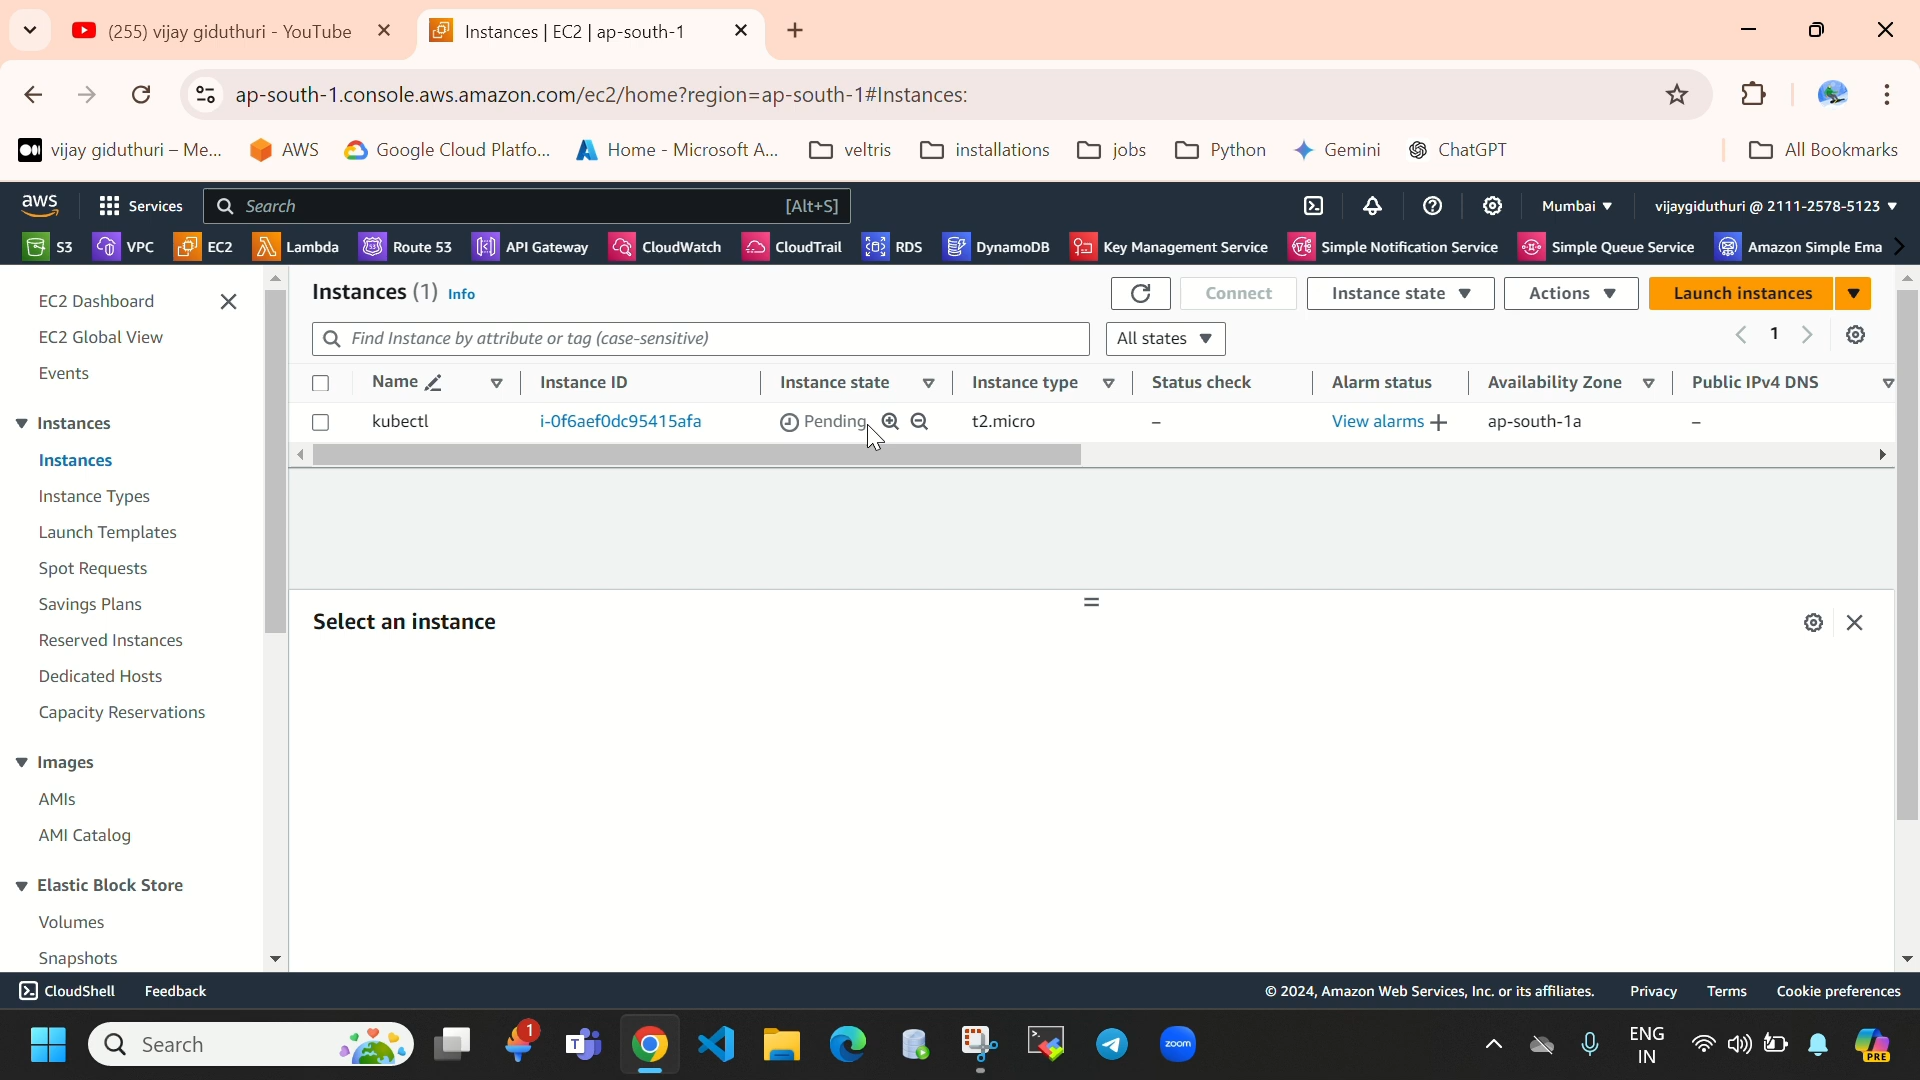 (255) vijay giduthuri - YouTube
Instances | EC2 | ap-south-1
ap-south-1.console.aws.amazon.com/ec2/home?region=ap-south-1#Instances:
vijay giduthuri – Me...
AWS
Google Cloud Platfo...
Home - Microsoft A...
veltris
installations
jobs
Python
Gemini
ChatGPT
All Bookmarks
aws
Services
Search
[Alt+S]
Mumbai
vijaygiduthuri @ 2111-2578-5123
S3
VPC
EC2
Lambda
Route 53
API Gateway
CloudWatch
CloudTrail
RDS
DynamoDB
Key Management Service
Simple Notification Service
Simple Queue Service
Amazon Simple Ema
EC2 Dashboard
EC2 Global View
Events
Instances
Instances
Instance Types
Launch Templates
Spot Requests
Savings Plans
Reserved Instances
Dedicated Hosts
Capacity Reservations
Images
AMIs
AMI Catalog
Elastic Block Store
Volumes
Snapshots
Instances (1) Info
Connect
Instance state
Actions
Launch instances
Find Instance by attribute or tag (case-sensitive)
All states
1
Name
Instance ID
Instance state
Instance type
Status check
Alarm status
Availability Zone
Public IPv4 DNS
kubectl
i-0f6aef0dc95415afa
Pending
t2.micro
–
View alarms +
ap-south-1a
–
Select an instance
CloudShell
Feedback
© 2024, Amazon Web Services, Inc. or its affiliates.
Privacy
Terms
Cookie preferences
Search
1
zoom
ENG
IN
PRE